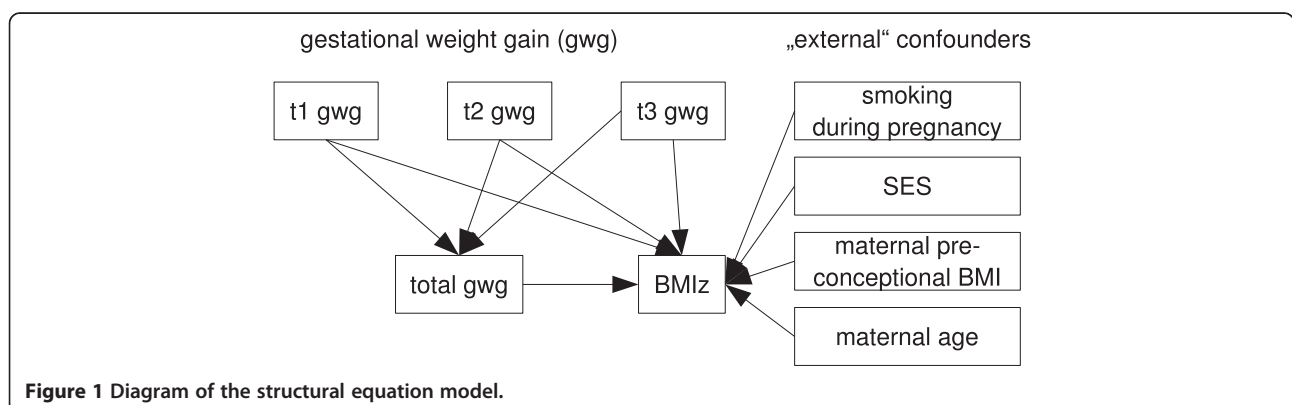 gestational weight gain (gwg)
„external“ confounders
t1 gwg
t2 gwg
t3 gwg
smoking
during pregnancy
SES
maternal pre-
conceptional BMI
maternal age
total gwg
BMIz
Figure 1 Diagram of the structural equation model.